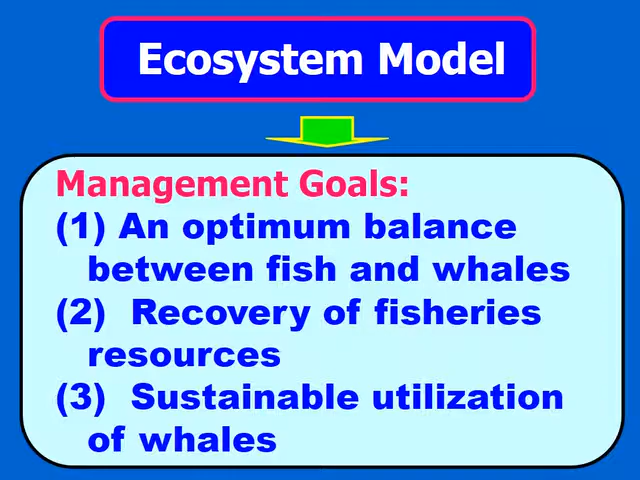 Ecosystem Model
Management Goals:
(1) An optimum balance
between fish and whales
(2) Recovery of fisheries
resources
(3) Sustainable utilization
of whales